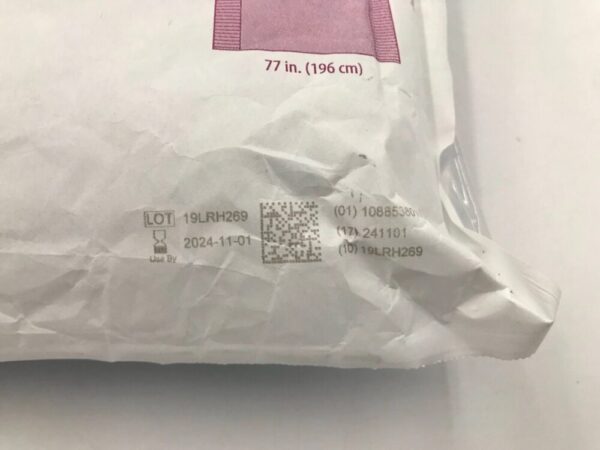 77 in. (196 cm)
LOT 19LRH269
Use By 2024-11-01
(01) 1088538
(17) 241101
(10) 19LRH269